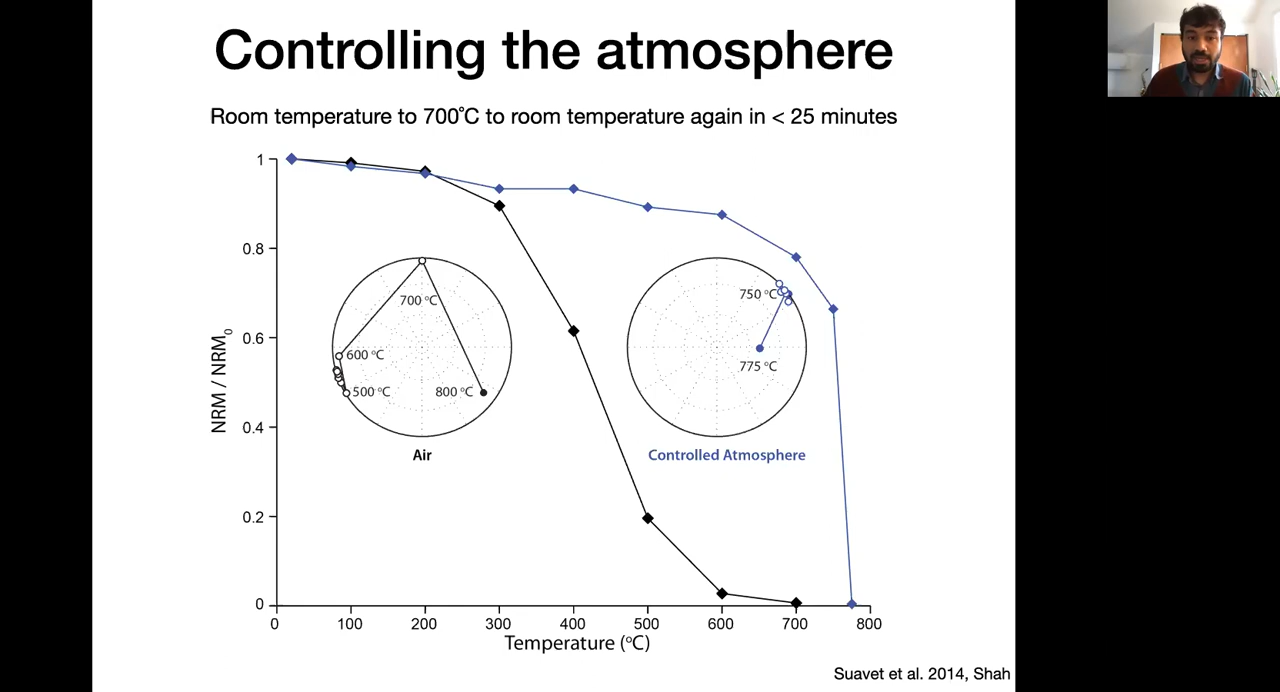 Controlling the atmosphere
Room temperature to 700°C to room temperature again in < 25 minutes
1
0.8
0.6
0.4
0.2
0
NRM / NRM0
700 °C
600 °C
500 °C
800 °C
Air
750 °C
775 °C
Controlled Atmosphere
0 100 200 300 400 500 600 700 800
Temperature (°C)
Suavet et al. 2014, Shah